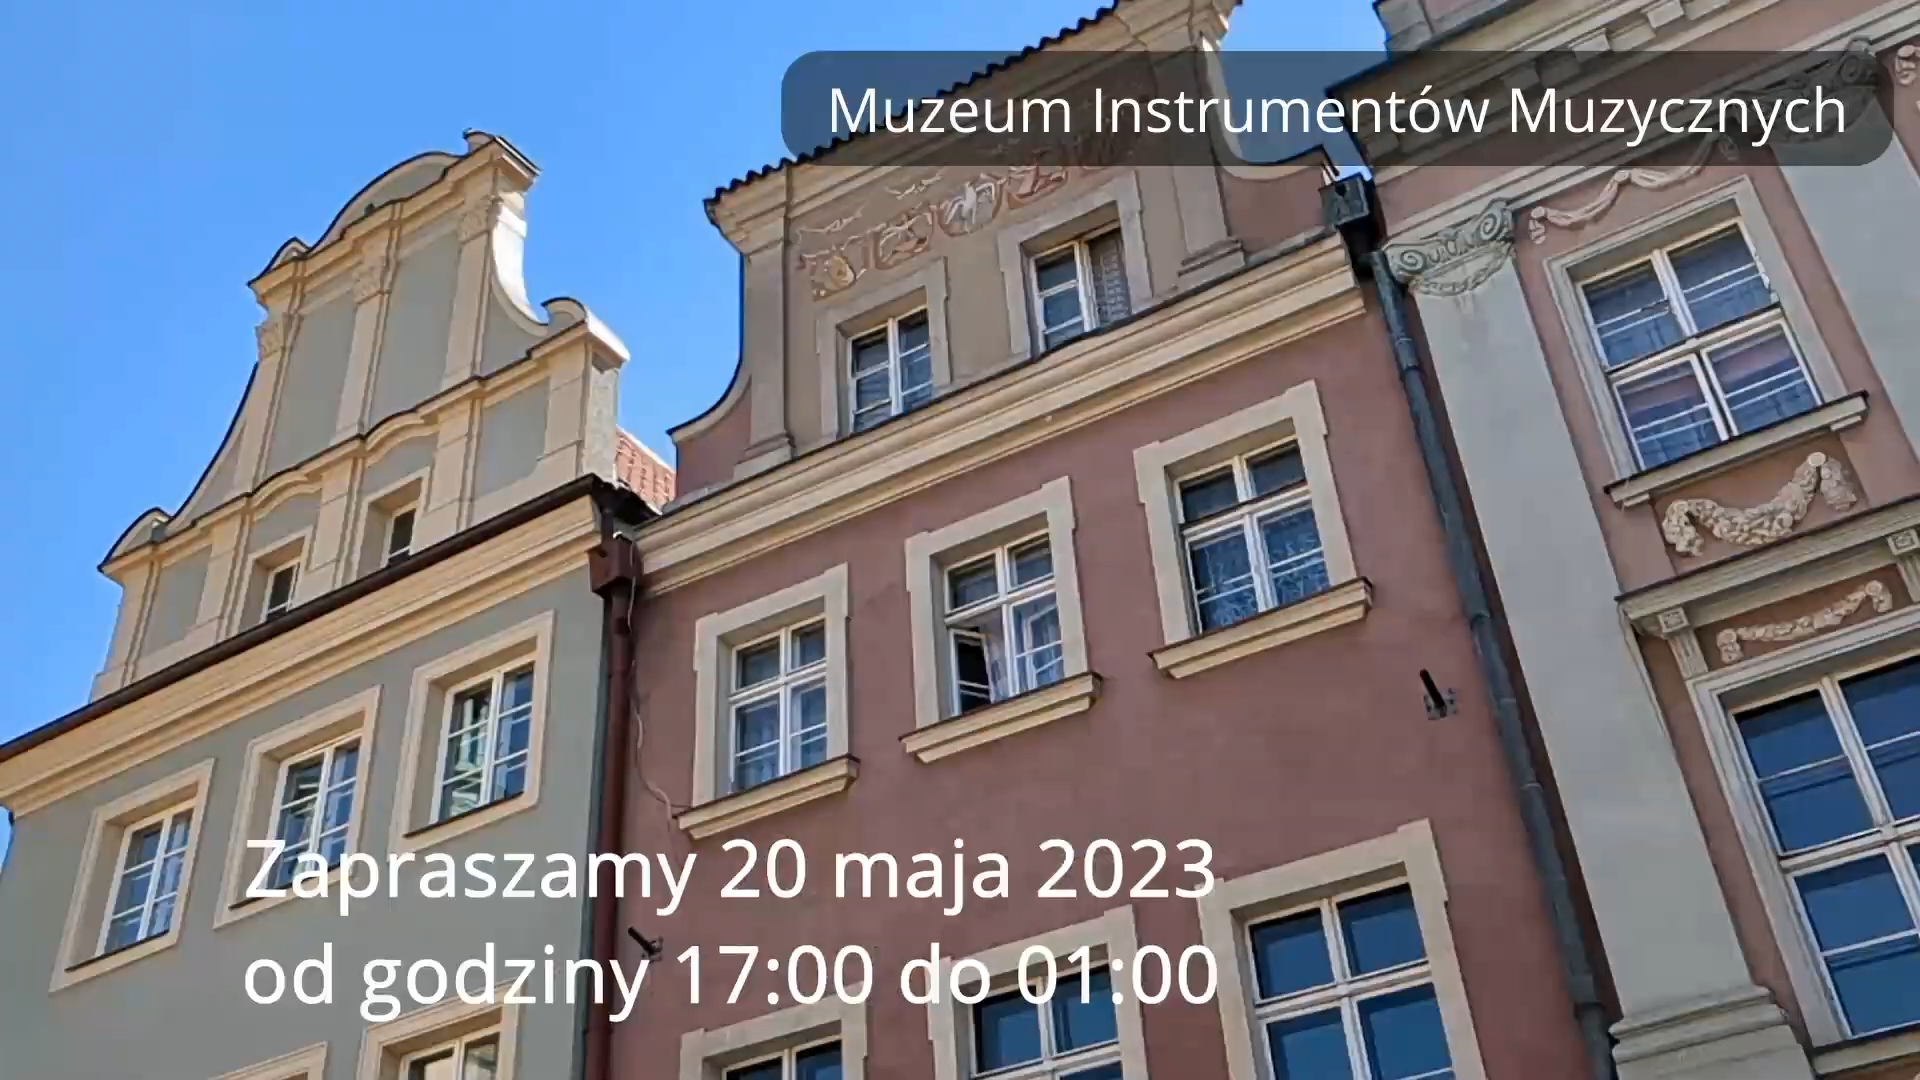 Muzeum Instrumentów Muzycznych
Zapraszamy 20 maja 2023
od godziny 17:00 do 01:00